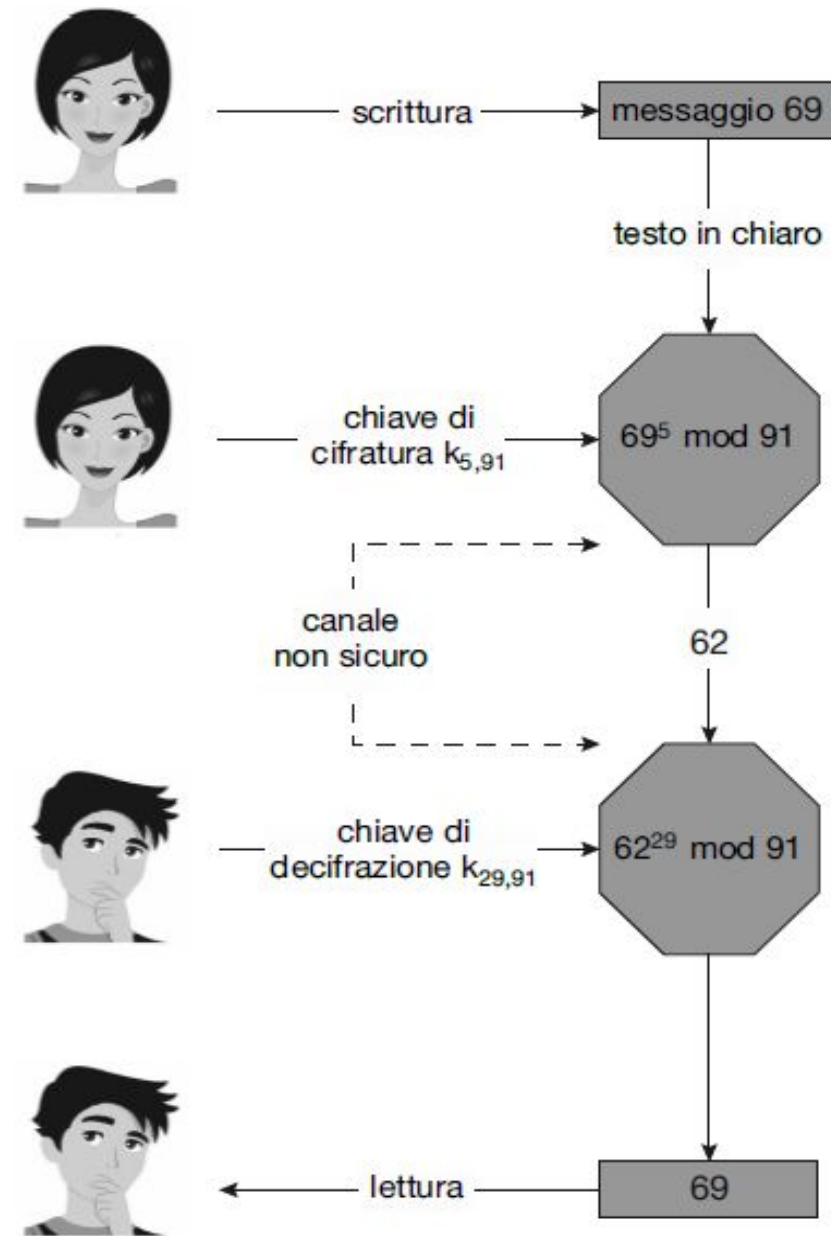 scrittura
messaggio 69
testo in chiaro
chiave di
cifratura k₅,₉₁
69⁵ mod 91
canale
non sicuro
62
chiave di
decifrazione k₂₉,₉₁
62²⁹ mod 91
lettura
69